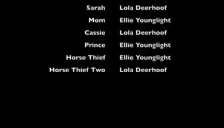 Sarah Lola Deerhoof
Mom Ellie Younglight
Cassie Lola Deerhoof
Prince Ellie Younglight
Horse Thief Ellie Younglight
Horse Thief Two Lola Deerhoof